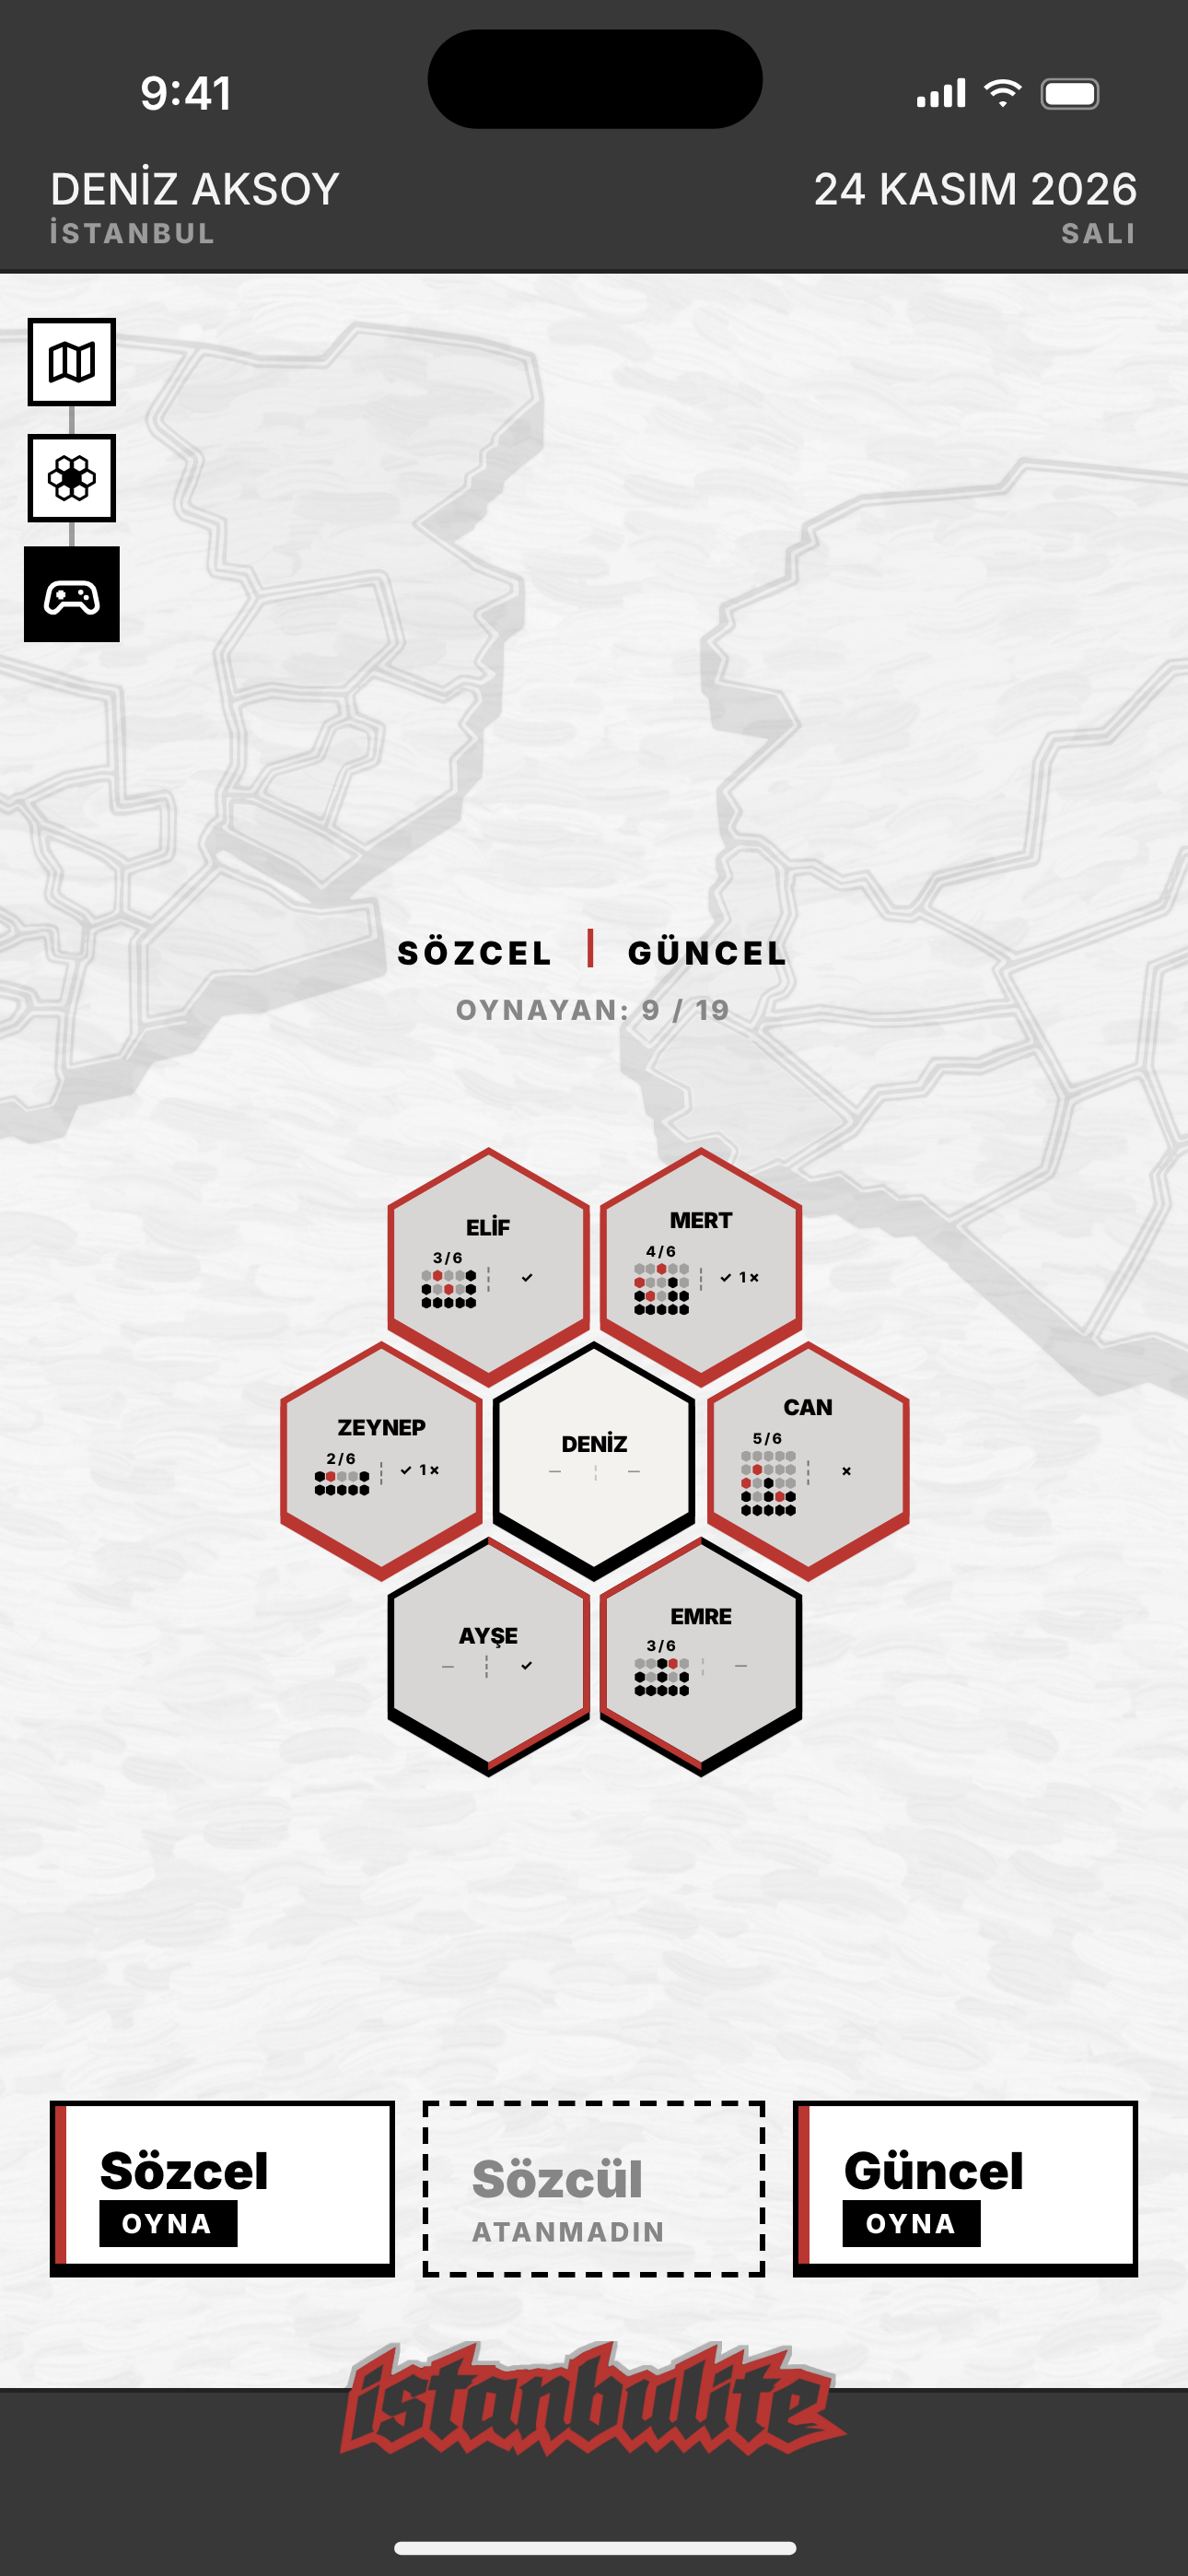 9:41
DENİZ AKSOY
24 KASIM 2026
İSTANBUL
SALI
SÖZCEL | GÜNCEL
OYNAYAN: 9 / 19
ELİF
3/6
✓
MERT
4/6
✓ 1×
ZEYNEP
2/6
✓ 1×
DENİZ
— —
CAN
5/6
×
AYŞE
— ✓
EMRE
3/6
—
Sözcel
OYNA
Sözcül
ATANMADIN
Güncel
OYNA
istanbulite